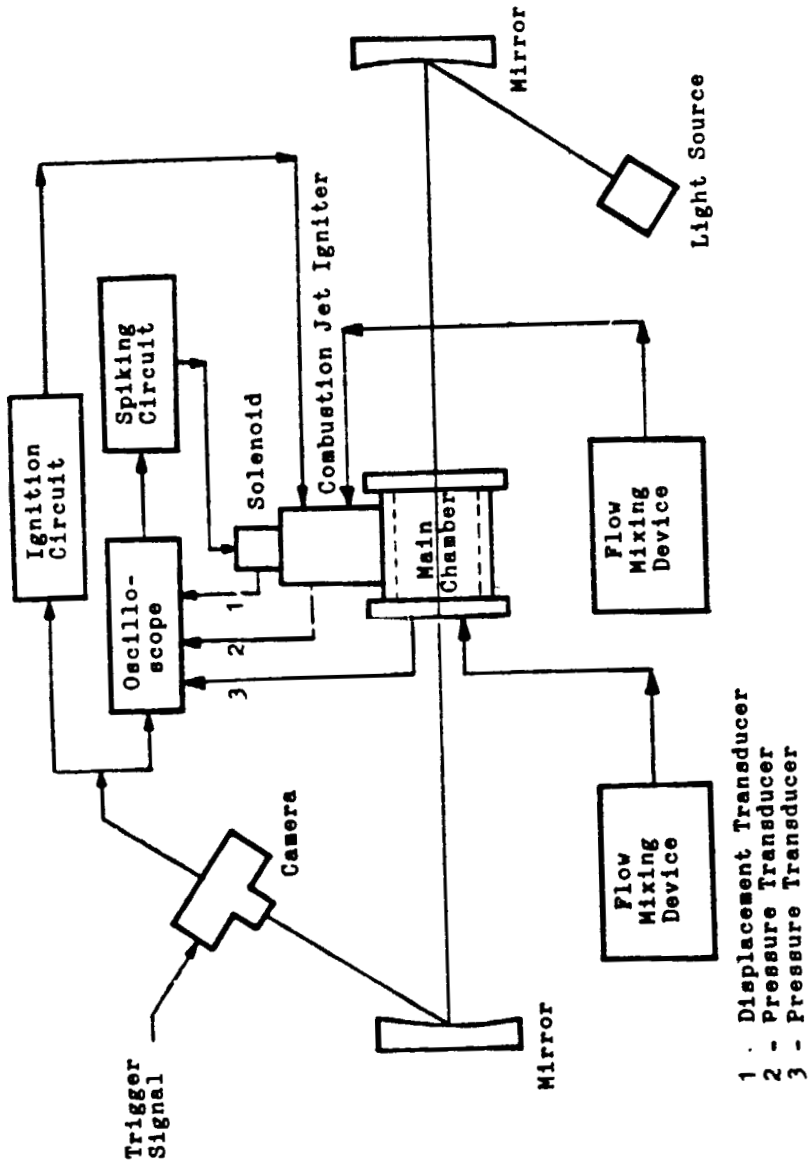 Trigger
Signal
Camera
Mirror
Ignition
Circuit
Oscillo-
scope
Spiking
Circuit
1
2
3
Solenoid
Combustion Jet Igniter
Main
Chamber
Mirror
Light Source
Flow
Mixing
Device
Flow
Mixing
Device
1 . Displacement Transducer
2 - Pressure Transducer
3 - Pressure Transducer